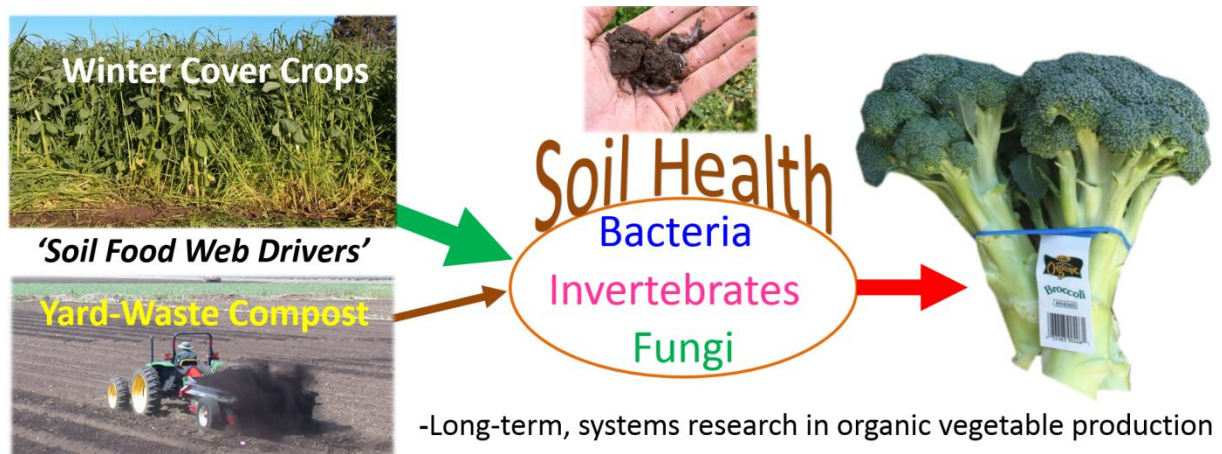 Winter Cover Crops
'Soil Food Web Drivers'
Yard-Waste Compost
Soil Health
Bacteria
Invertebrates
Fungi
Organic
Broccoli
-Long-term, systems research in organic vegetable production